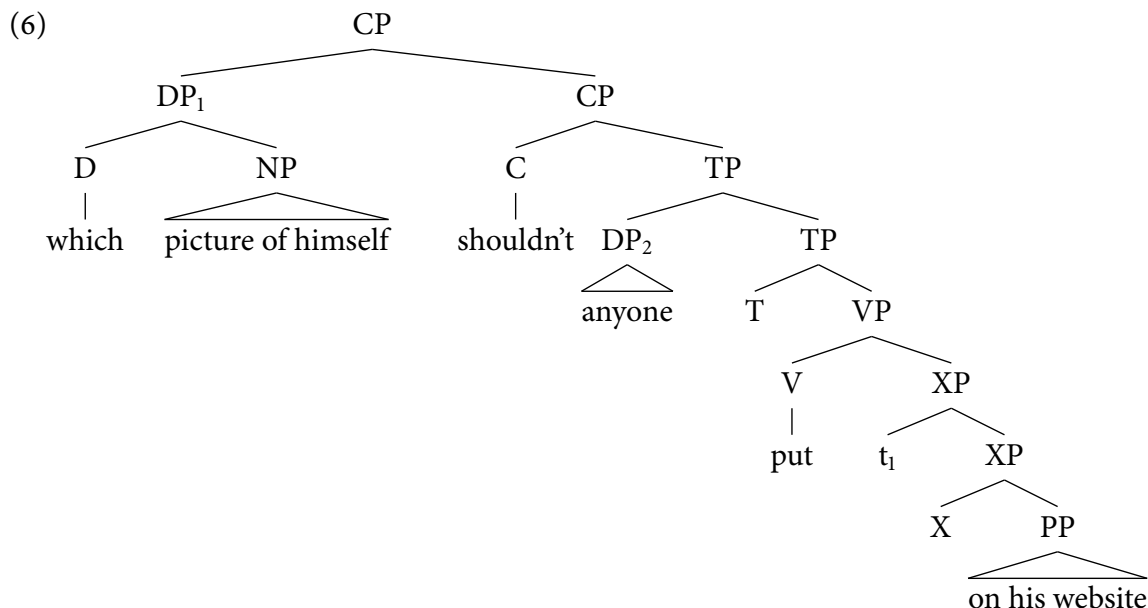 (6) CP
DP₁ CP
D NP C TP
which picture of himself shouldn't DP₂ TP
anyone T VP
V XP
put t₁ XP
X PP
on his website